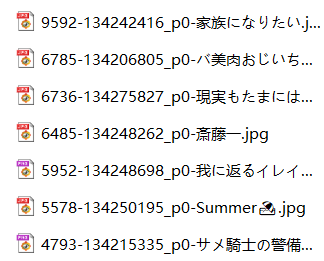 9592-134242416_p0-家族になりたい.j...
6785-134206805_p0-バ美肉おじいち...
6736-134275827_p0-現実もたまには...
6485-134248262_p0-斎藤一.jpg
5952-134248698_p0-我に返るイレイ...
5578-134250195_p0-Summer🏖.jpg
4793-134215335_p0-サメ騎士の警備...